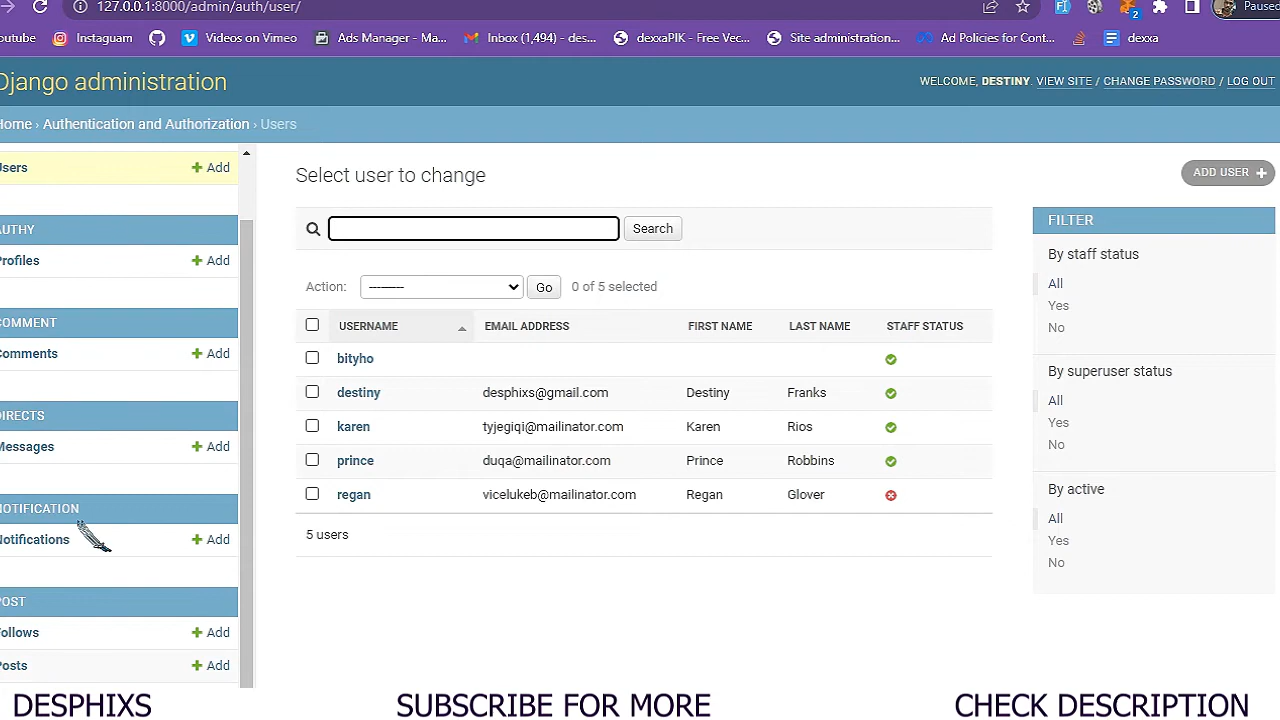 127.0.0.1:8000/admin/auth/user/
Paused
outube Instaguam Videos on Vimeo Ads Manager - Ma... Inbox (1,494) - des... dexxaPIK - Free Vec... Site administration... Ad Policies for Cont... dexxa
Django administration
WELCOME, DESTINY. VIEW SITE / CHANGE PASSWORD / LOG OUT
Home › Authentication and Authorization › Users
Users + Add
AUTHY
Profiles + Add
COMMENT
Comments + Add
DIRECTS
Messages + Add
NOTIFICATION
Notifications + Add
POST
Follows + Add
Posts + Add
Select user to change
ADD USER +
Search
Action: --------- Go 0 of 5 selected
USERNAME EMAIL ADDRESS FIRST NAME LAST NAME STAFF STATUS
bityho
destiny desphixs@gmail.com Destiny Franks
karen tyjegiqi@mailinator.com Karen Rios
prince duqa@mailinator.com Prince Robbins
regan vicelukeb@mailinator.com Regan Glover
5 users
FILTER
By staff status
All
Yes
No
By superuser status
All
Yes
No
By active
All
Yes
No
DESPHIXS SUBSCRIBE FOR MORE CHECK DESCRIPTION